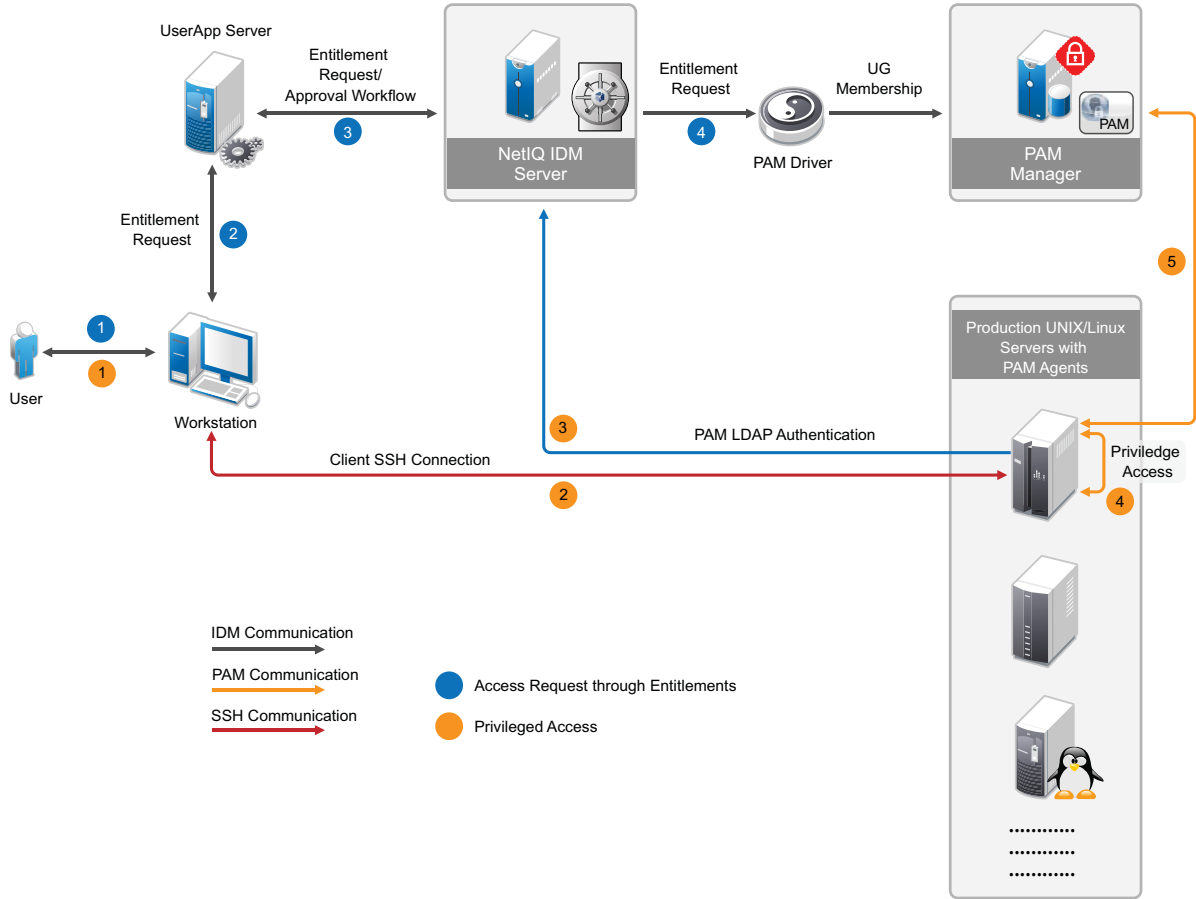 UserApp Server
Entitlement
Request/
Approval Workflow
3
NetIQ IDM
Server
Entitlement
Request
4
PAM Driver
UG
Membership
PAM
PAM
Manager
Entitlement
Request
2
5
1
1
User
Workstation
Production UNIX/Linux
Servers with
PAM Agents
3
PAM LDAP Authentication
Client SSH Connection
2
Priviledge
Access
4
IDM Communication
PAM Communication
SSH Communication
Access Request through Entitlements
Privileged Access